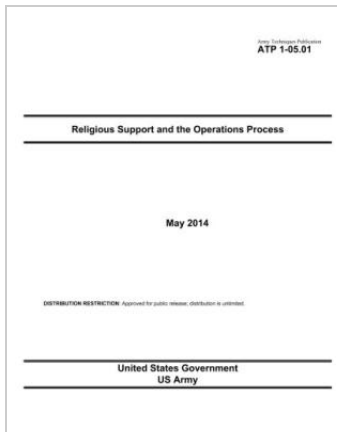 Army Techniques Publication
ATP 1-05.01
Religious Support and the Operations Process
May 2014
DISTRIBUTION RESTRICTION: Approved for public release; distribution is unlimited.
United States Government
US Army